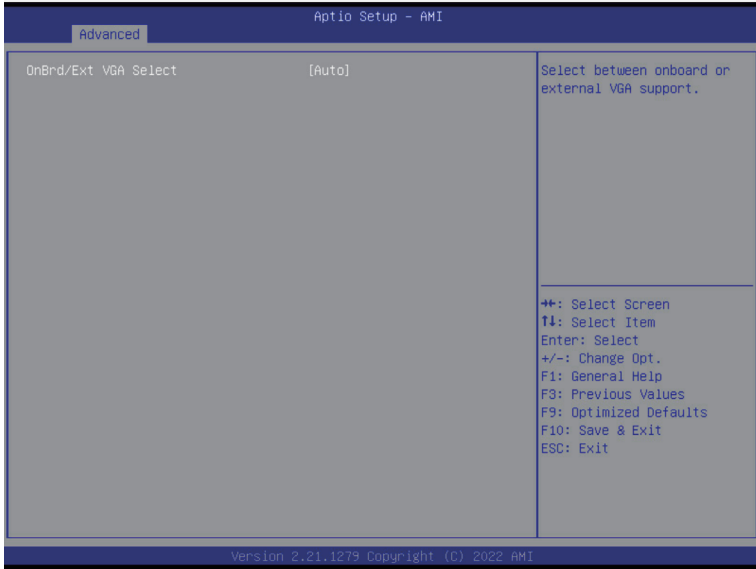 Aptio Setup - AMI
Advanced
OnBrd/Ext VGA Select [Auto]
Select between onboard or
external VGA support.
→←: Select Screen
↑↓: Select Item
Enter: Select
+/-: Change Opt.
F1: General Help
F3: Previous Values
F9: Optimized Defaults
F10: Save & Exit
ESC: Exit
Version 2.21.1279 Copyright (C) 2022 AMI